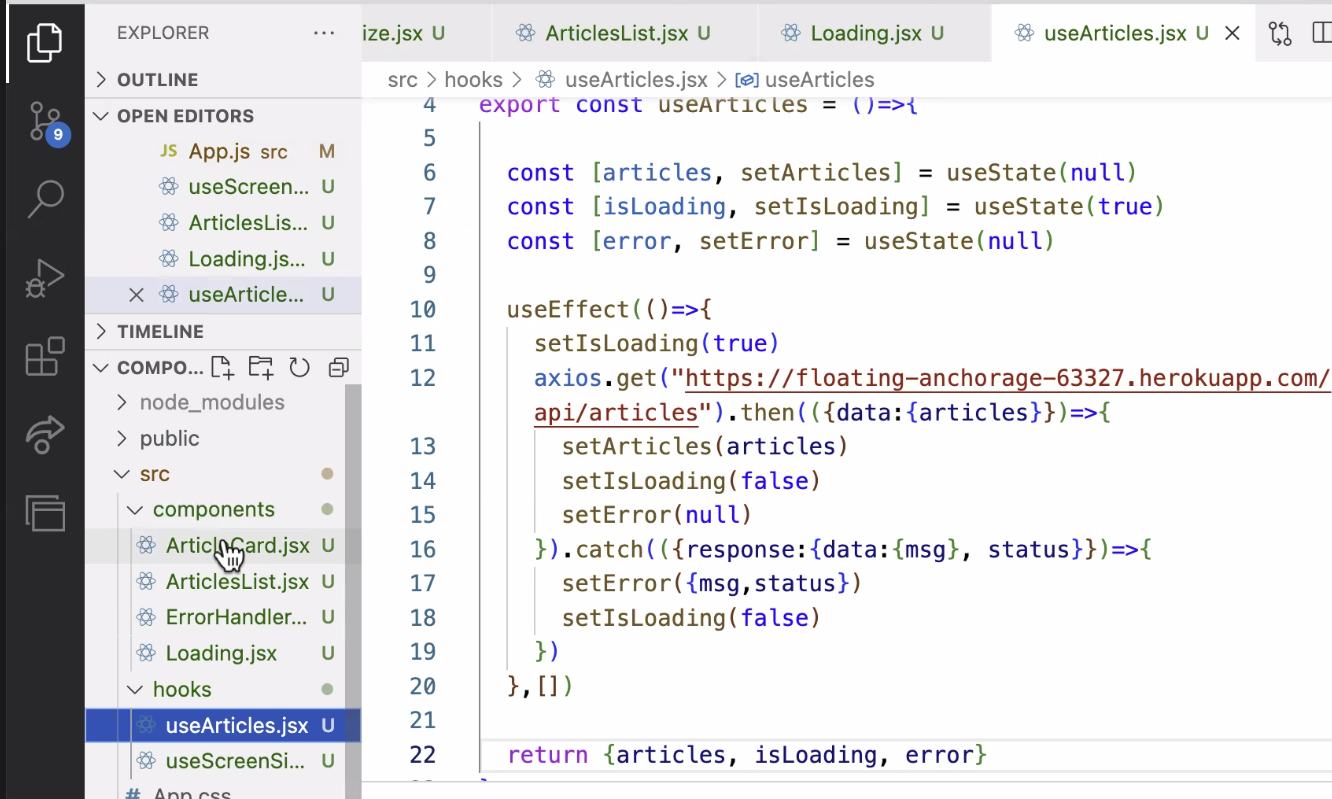 EXPLORER
OUTLINE
OPEN EDITORS
JS App.js src M
useScreen... U
ArticlesLis... U
Loading.js... U
useArticle... U
TIMELINE
COMPO...
node_modules
public
src
components
ArticleCard.jsx U
ArticlesList.jsx U
ErrorHandler... U
Loading.jsx U
hooks
useArticles.jsx U
useScreenSi... U
# App.css
9
ize.jsx U
ArticlesList.jsx U
Loading.jsx U
useArticles.jsx U
src > hooks > useArticles.jsx > useArticles
4 export const useArticles = ()=>{
5
6 const [articles, setArticles] = useState(null)
7 const [isLoading, setIsLoading] = useState(true)
8 const [error, setError] = useState(null)
9
10 useEffect(()=>{
11 setIsLoading(true)
12 axios.get("https://floating-anchorage-63327.herokuapp.com/
api/articles").then(({data:{articles}})=>{
13 setArticles(articles)
14 setIsLoading(false)
15 setError(null)
16 }).catch(({response:{data:{msg}, status}})=>{
17 setError({msg,status})
18 setIsLoading(false)
19 })
20 },[])
21
22 return {articles, isLoading, error}